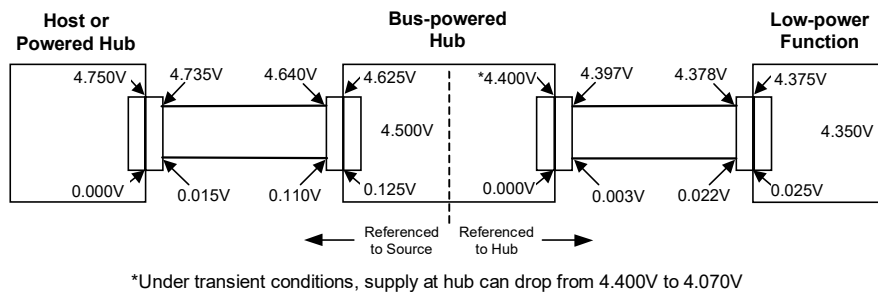 Host or
Powered Hub
Bus-powered
Hub
Low-power
Function
4.750V 4.735V 4.640V 4.625V *4.400V 4.397V 4.378V 4.375V
4.500V 4.350V
0.000V 0.015V 0.110V 0.125V 0.000V 0.003V 0.022V 0.025V
Referenced
to Source
Referenced
to Hub
*Under transient conditions, supply at hub can drop from 4.400V to 4.070V